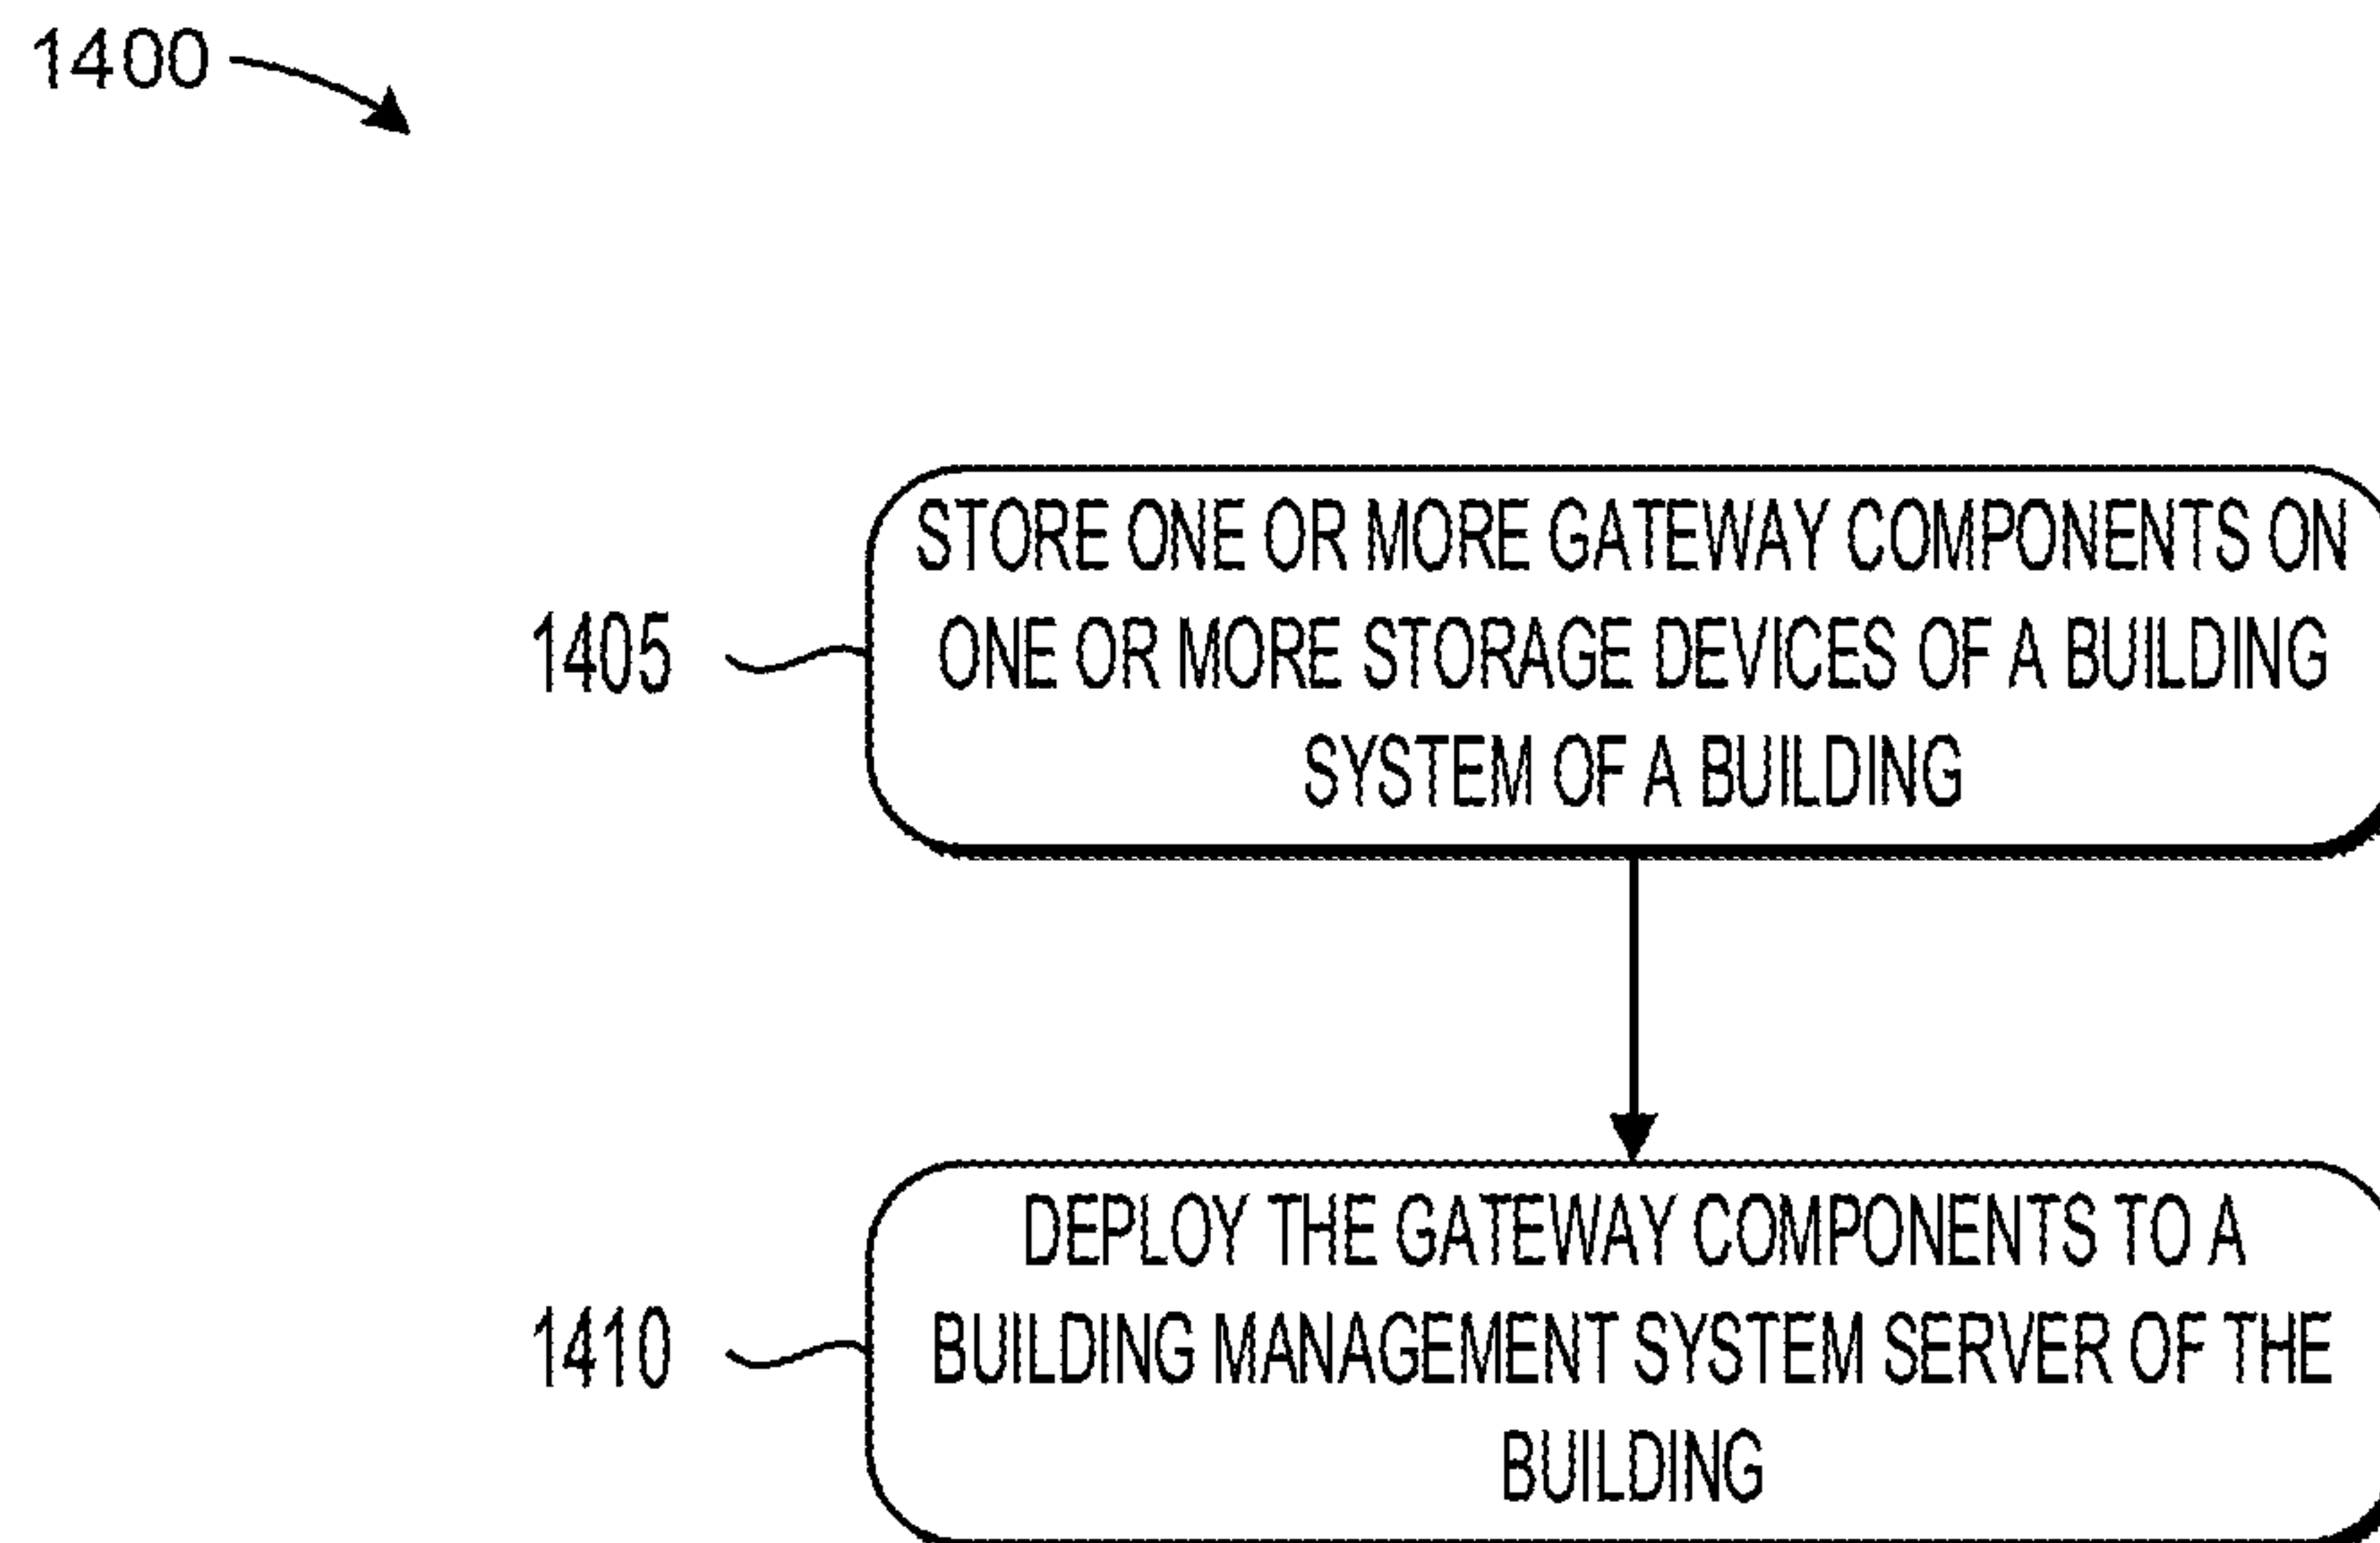 1400
STORE ONE OR MORE GATEWAY COMPONENTS ON
1405 ONE OR MORE STORAGE DEVICES OF A BUILDING
SYSTEM OF A BUILDING
DEPLOY THE GATEWAY COMPONENTS TO A
1410 BUILDING MANAGEMENT SYSTEM SERVER OF THE
BUILDING